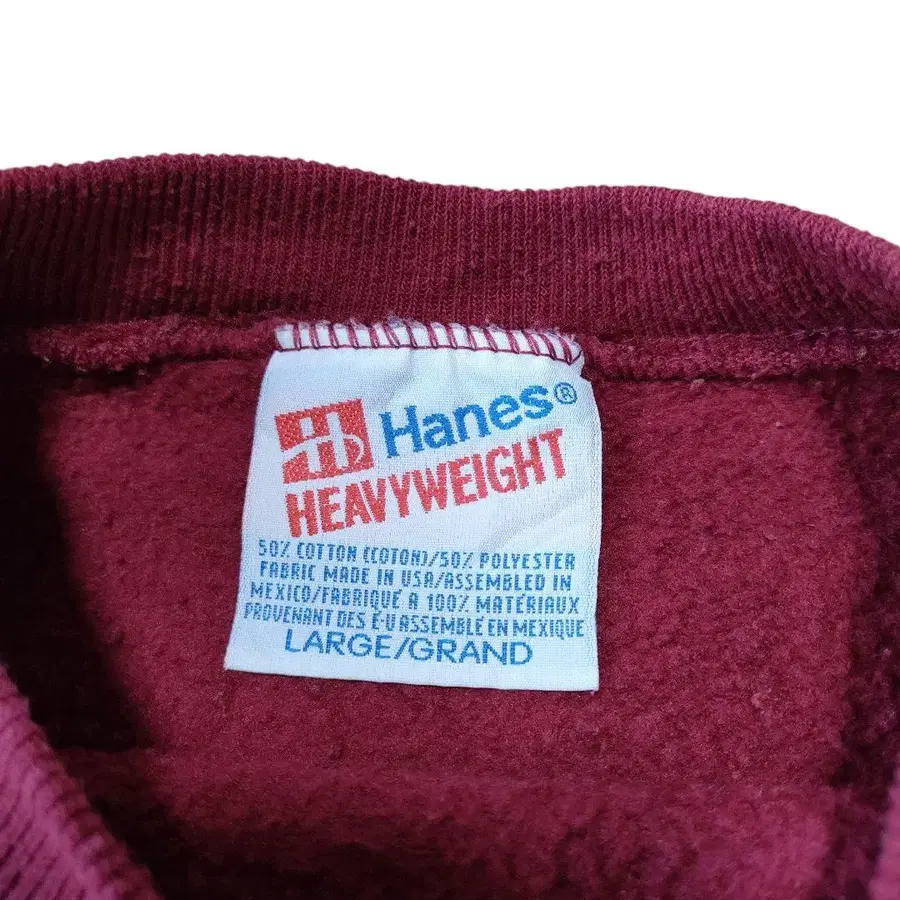 Hanes®
HEAVYWEIGHT
50% COTTON (COTON)/50% POLYESTER
FABRIC MADE IN USA/ASSEMBLED IN
MEXICO/FABRIQUÉ A 100% MATÉRIAUX
PROVENANT DES É-U ASSEMBLÉ EN MEXIQUE
LARGE/GRAND